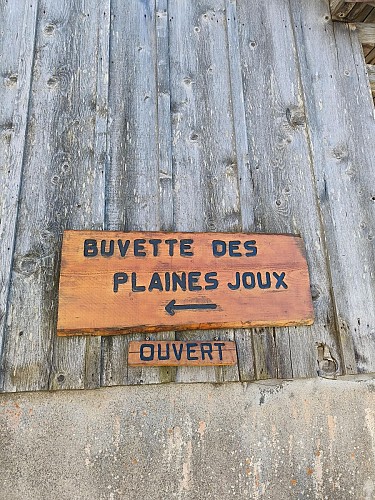 BUVETTE DES
PLAINES JOUX
←
OUVERT